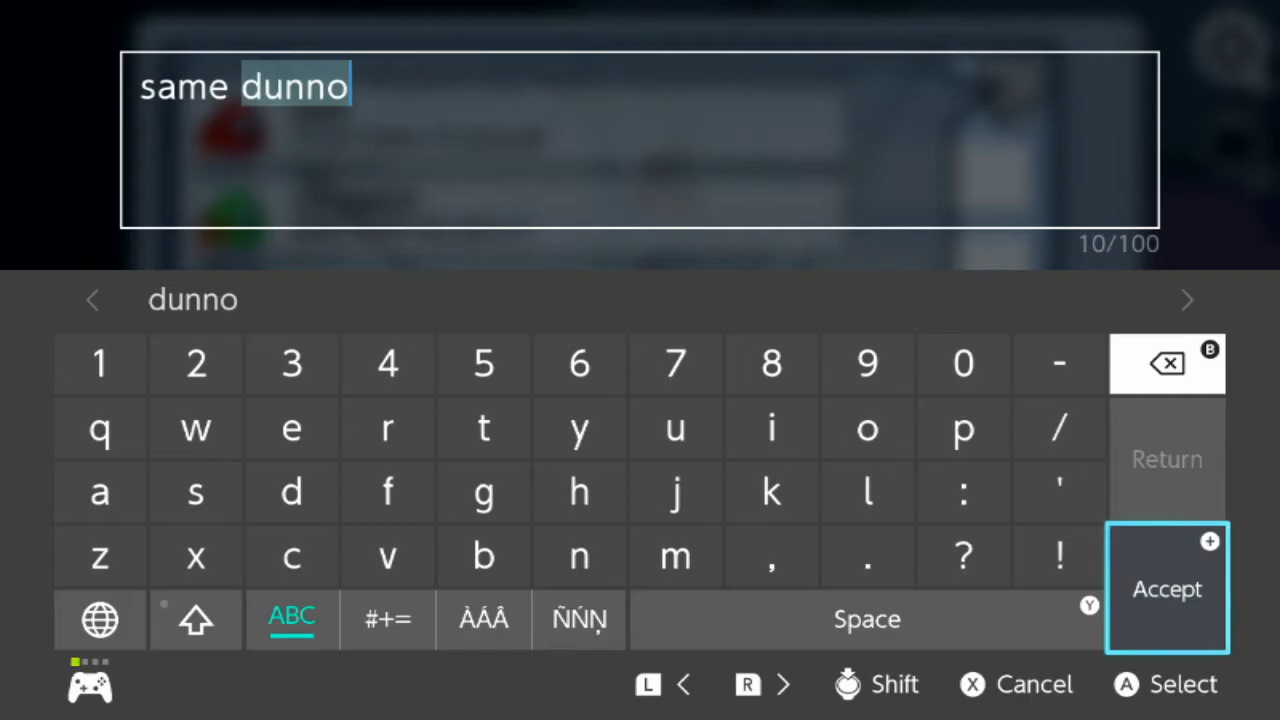 same dunno
10/100
dunno
1 2 3 4 5 6 7 8 9 0 - B
q w e r t y u i o p /
Return
a s d f g h j k l : '
z x c v b n m , . ? ! +
Accept
ABC #+= ÀÁÂ ÑŃŅ Space Y
L R Shift X Cancel A Select